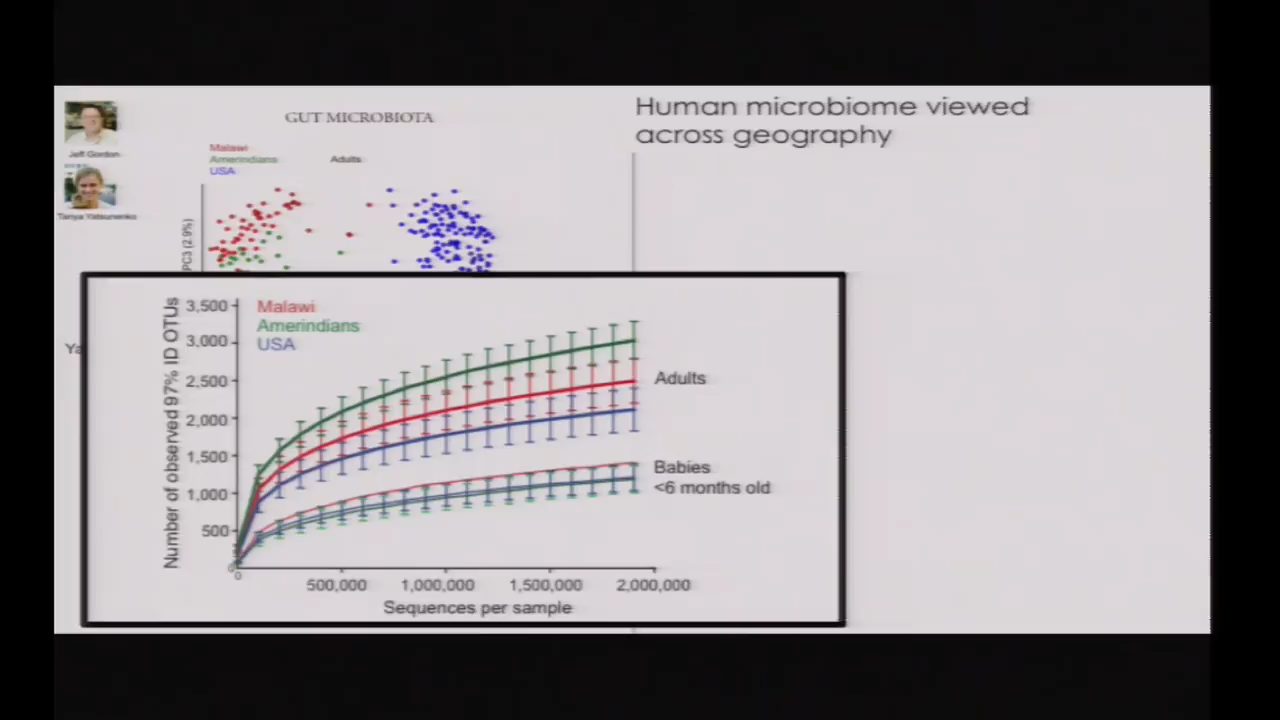 Human microbiome viewed
across geography
GUT MICROBIOTA
Jeff Gordon
Tanya Yatsunenko
Malawi
Amerindians
USA
Adults
PC3 (2.9%)
Ya
Number of observed 97% ID OTUs
3,500
3,000
2,500
2,000
1,500
1,000
500
0
Malawi
Amerindians
USA
Adults
Babies
<6 months old
0
500,000
1,000,000
1,500,000
2,000,000
Sequences per sample